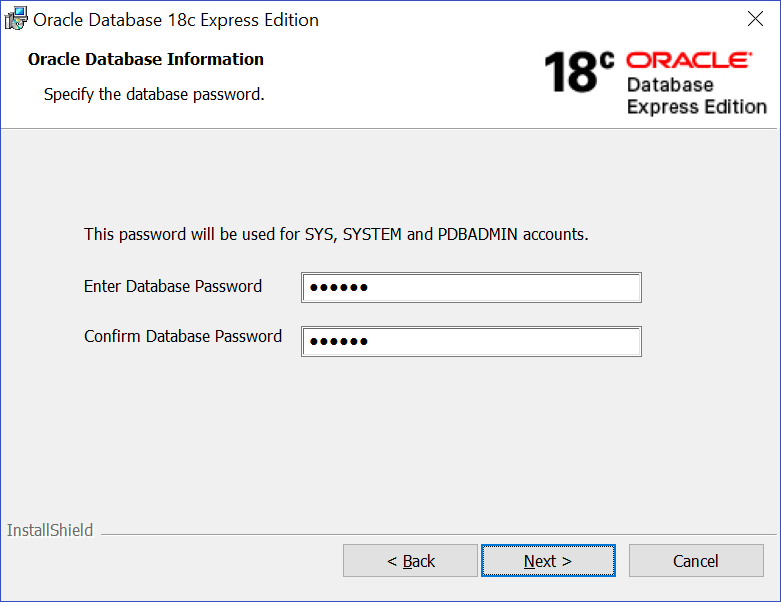 Oracle Database 18c Express Edition
Oracle Database Information
Specify the database password.
18c ORACLE
Database
Express Edition
This password will be used for SYS, SYSTEM and PDBADMIN accounts.
Enter Database Password ●●●●●●
Confirm Database Password ●●●●●●
InstallShield
< Back Next > Cancel